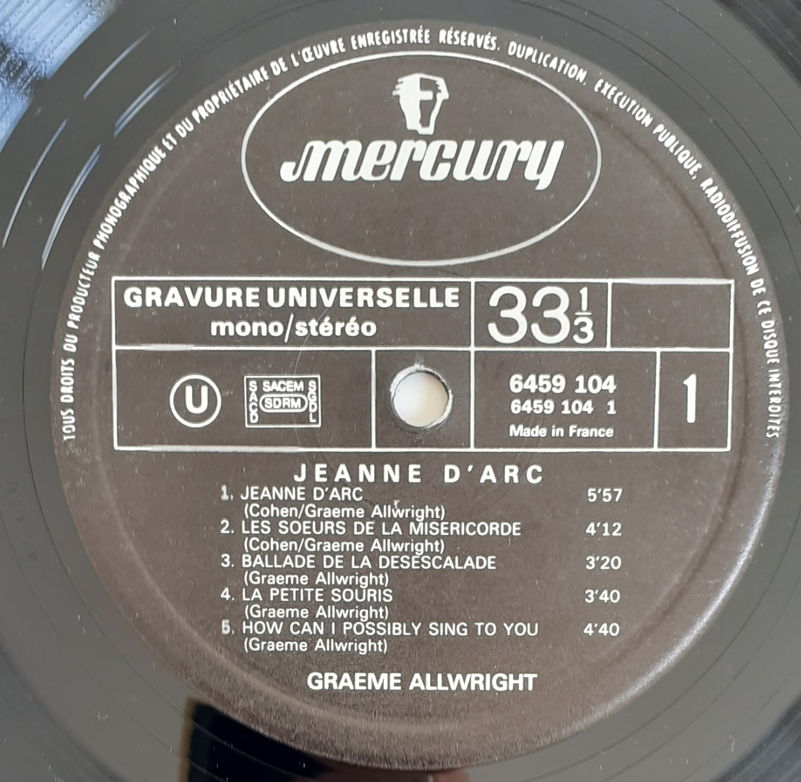 TOUS DROITS DU PRODUCTEUR PHONOGRAPHIQUE ET DU PROPRIÉTAIRE DE L'ŒUVRE ENREGISTRÉE RÉSERVÉS. DUPLICATION, EXÉCUTION PUBLIQUE, RADIODIFFUSION DE CE DISQUE INTERDITES
mercury
GRAVURE UNIVERSELLE
mono/stéréo
33 1/3
U
SACEM
SACD
SDRM
SGDL
6459 104
6459 104 1
Made in France
1
JEANNE D'ARC
1. JEANNE D'ARC 5'57
(Cohen/Graeme Allwright)
2. LES SOEURS DE LA MISERICORDE 4'12
(Cohen/Graeme Allwright)
3. BALLADE DE LA DESESCALADE 3'20
(Graeme Allwright)
4. LA PETITE SOURIS 3'40
(Graeme Allwright)
5. HOW CAN I POSSIBLY SING TO YOU 4'40
(Graeme Allwright)
GRAEME ALLWRIGHT